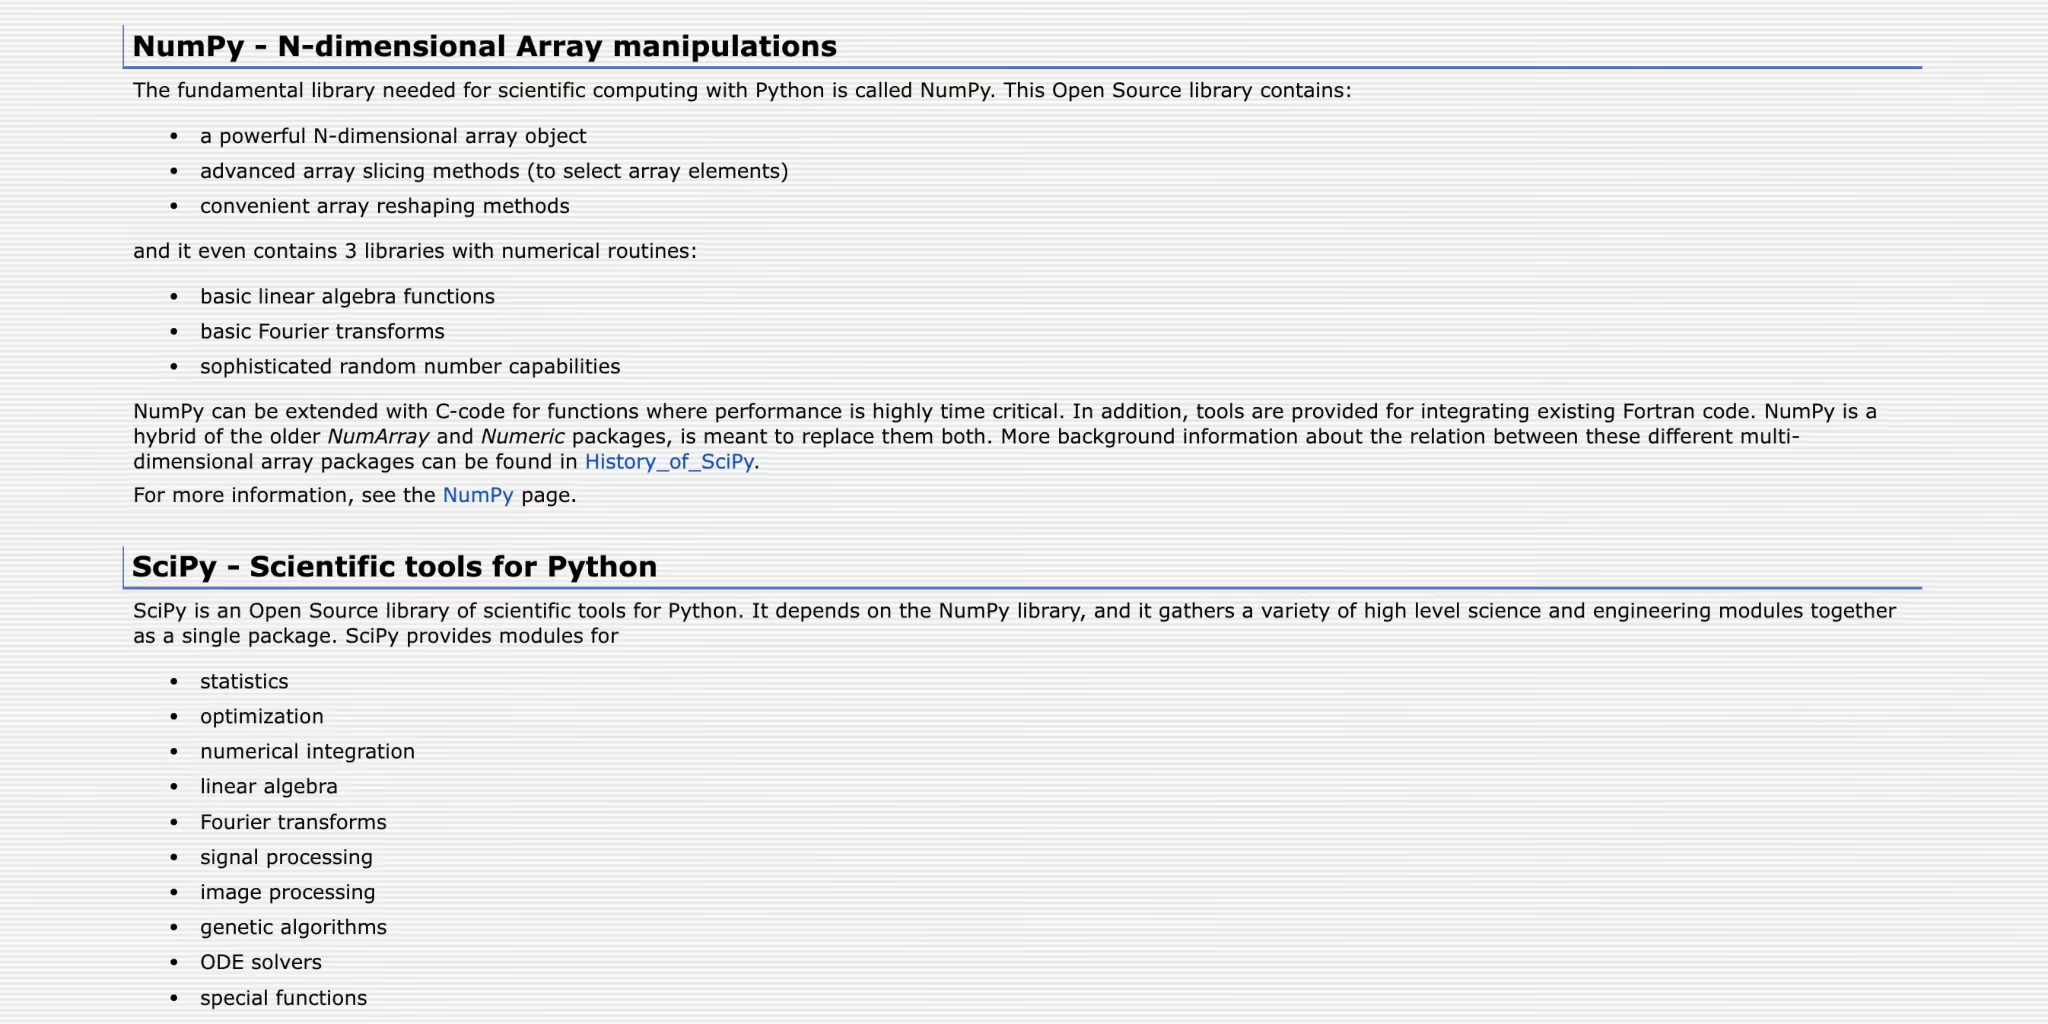 NumPy - N-dimensional Array manipulations
The fundamental library needed for scientific computing with Python is called NumPy. This Open Source library contains:
• a powerful N-dimensional array object
• advanced array slicing methods (to select array elements)
• convenient array reshaping methods
and it even contains 3 libraries with numerical routines:
• basic linear algebra functions
• basic Fourier transforms
• sophisticated random number capabilities
NumPy can be extended with C-code for functions where performance is highly time critical. In addition, tools are provided for integrating existing Fortran code. NumPy is a
hybrid of the older NumArray and Numeric packages, is meant to replace them both. More background information about the relation between these different multi-
dimensional array packages can be found in History_of_SciPy.
For more information, see the NumPy page.
SciPy - Scientific tools for Python
SciPy is an Open Source library of scientific tools for Python. It depends on the NumPy library, and it gathers a variety of high level science and engineering modules together
as a single package. SciPy provides modules for
• statistics
• optimization
• numerical integration
• linear algebra
• Fourier transforms
• signal processing
• image processing
• genetic algorithms
• ODE solvers
• special functions